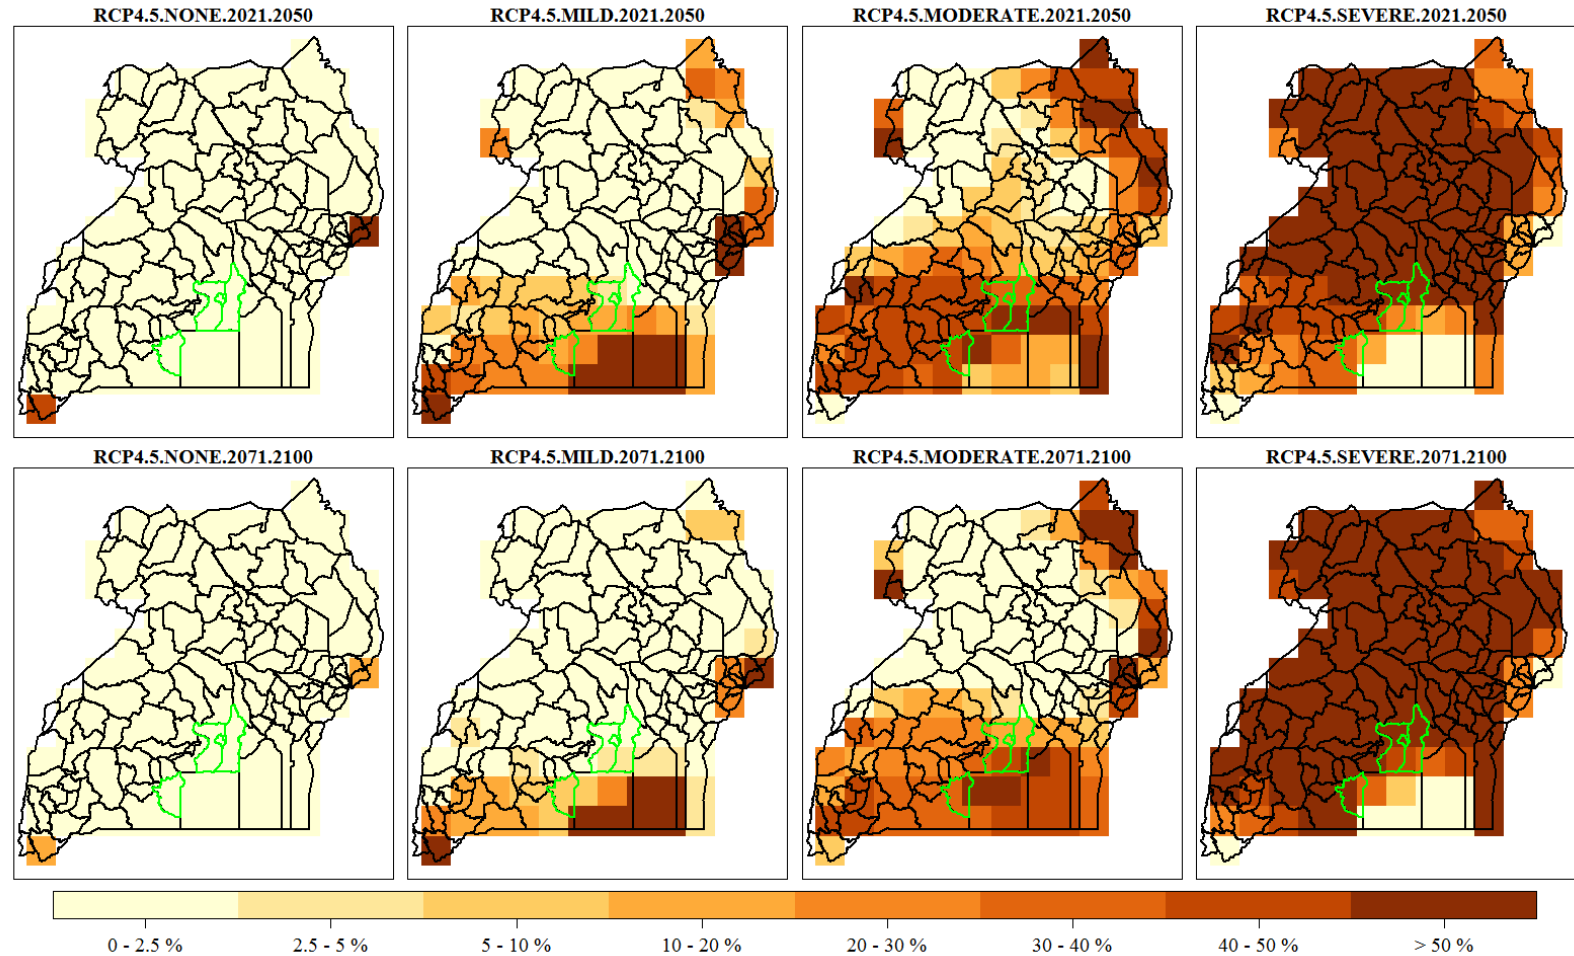 RCP4.5.NONE.2021.2050
RCP4.5.MILD.2021.2050
RCP4.5.MODERATE.2021.2050
RCP4.5.SEVERE.2021.2050
RCP4.5.NONE.2071.2100
RCP4.5.MILD.2071.2100
RCP4.5.MODERATE.2071.2100
RCP4.5.SEVERE.2071.2100
0 - 2.5 %
2.5 - 5 %
5 - 10 %
10 - 20 %
20 - 30 %
30 - 40 %
40 - 50 %
> 50 %